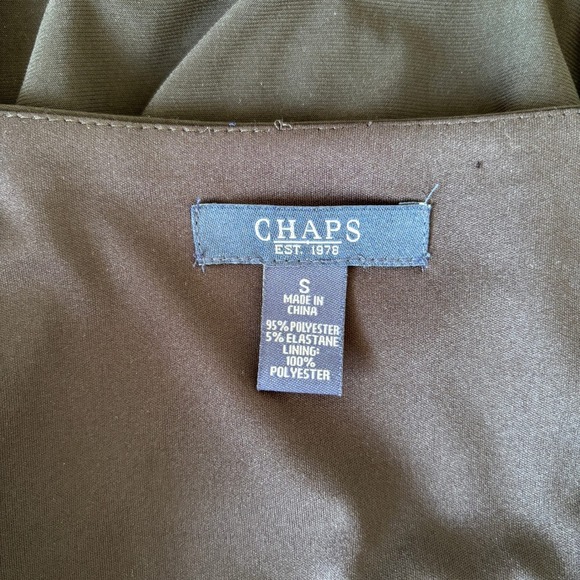 CHAPS
EST. 1978
S
MADE IN
CHINA
95% POLYESTER
5% ELASTANE
LINING:
100%
POLYESTER